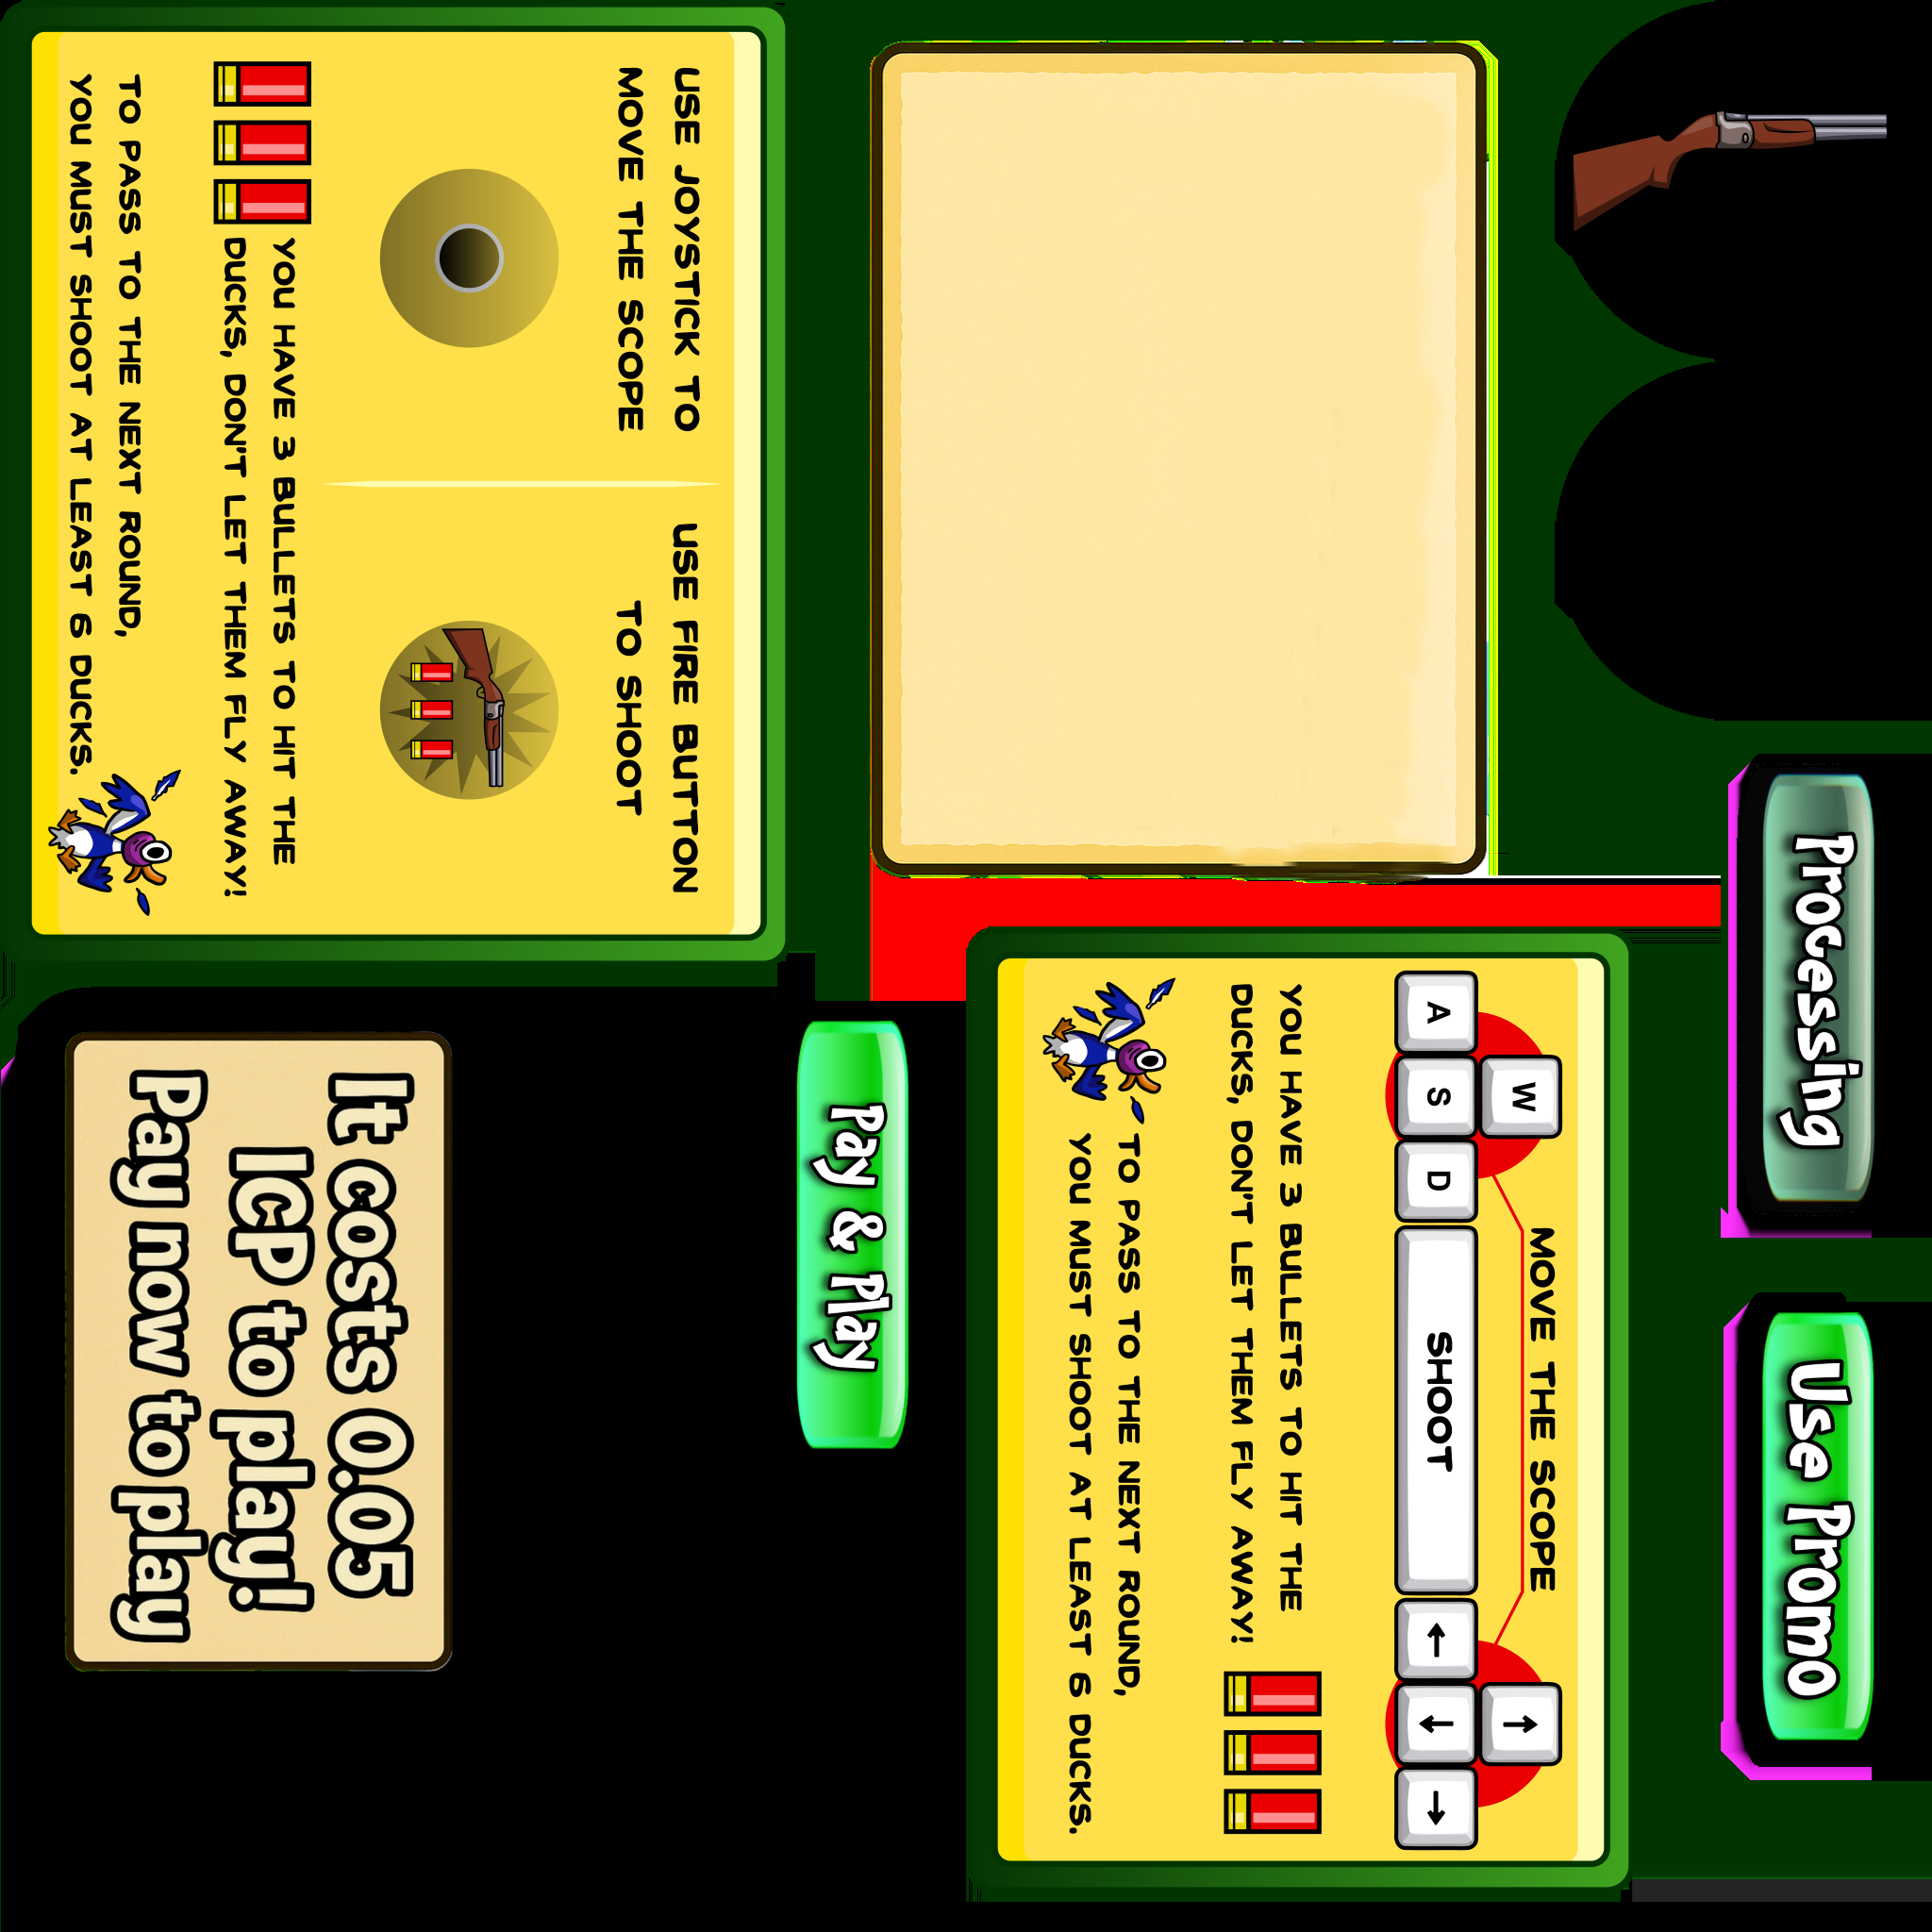 USE JOYSTICK TO
MOVE THE SCOPE
USE FIRE BUTTON
TO SHOOT
YOU HAVE 3 BULLETS TO HIT THE
DUCKS, DON'T LET THEM FLY AWAY!
TO PASS TO THE NEXT ROUND,
YOU MUST SHOOT AT LEAST 6 DUCKS.
Processing
MOVE THE SCOPE
W
↑
A
S
D
SHOOT
←
↓
→
YOU HAVE 3 BULLETS TO HIT THE
DUCKS, DON'T LET THEM FLY AWAY!
TO PASS TO THE NEXT ROUND,
YOU MUST SHOOT AT LEAST 6 DUCKS.
Use Promo
Pay & Play
It costs 0.05
ICP to play!
Pay now to play